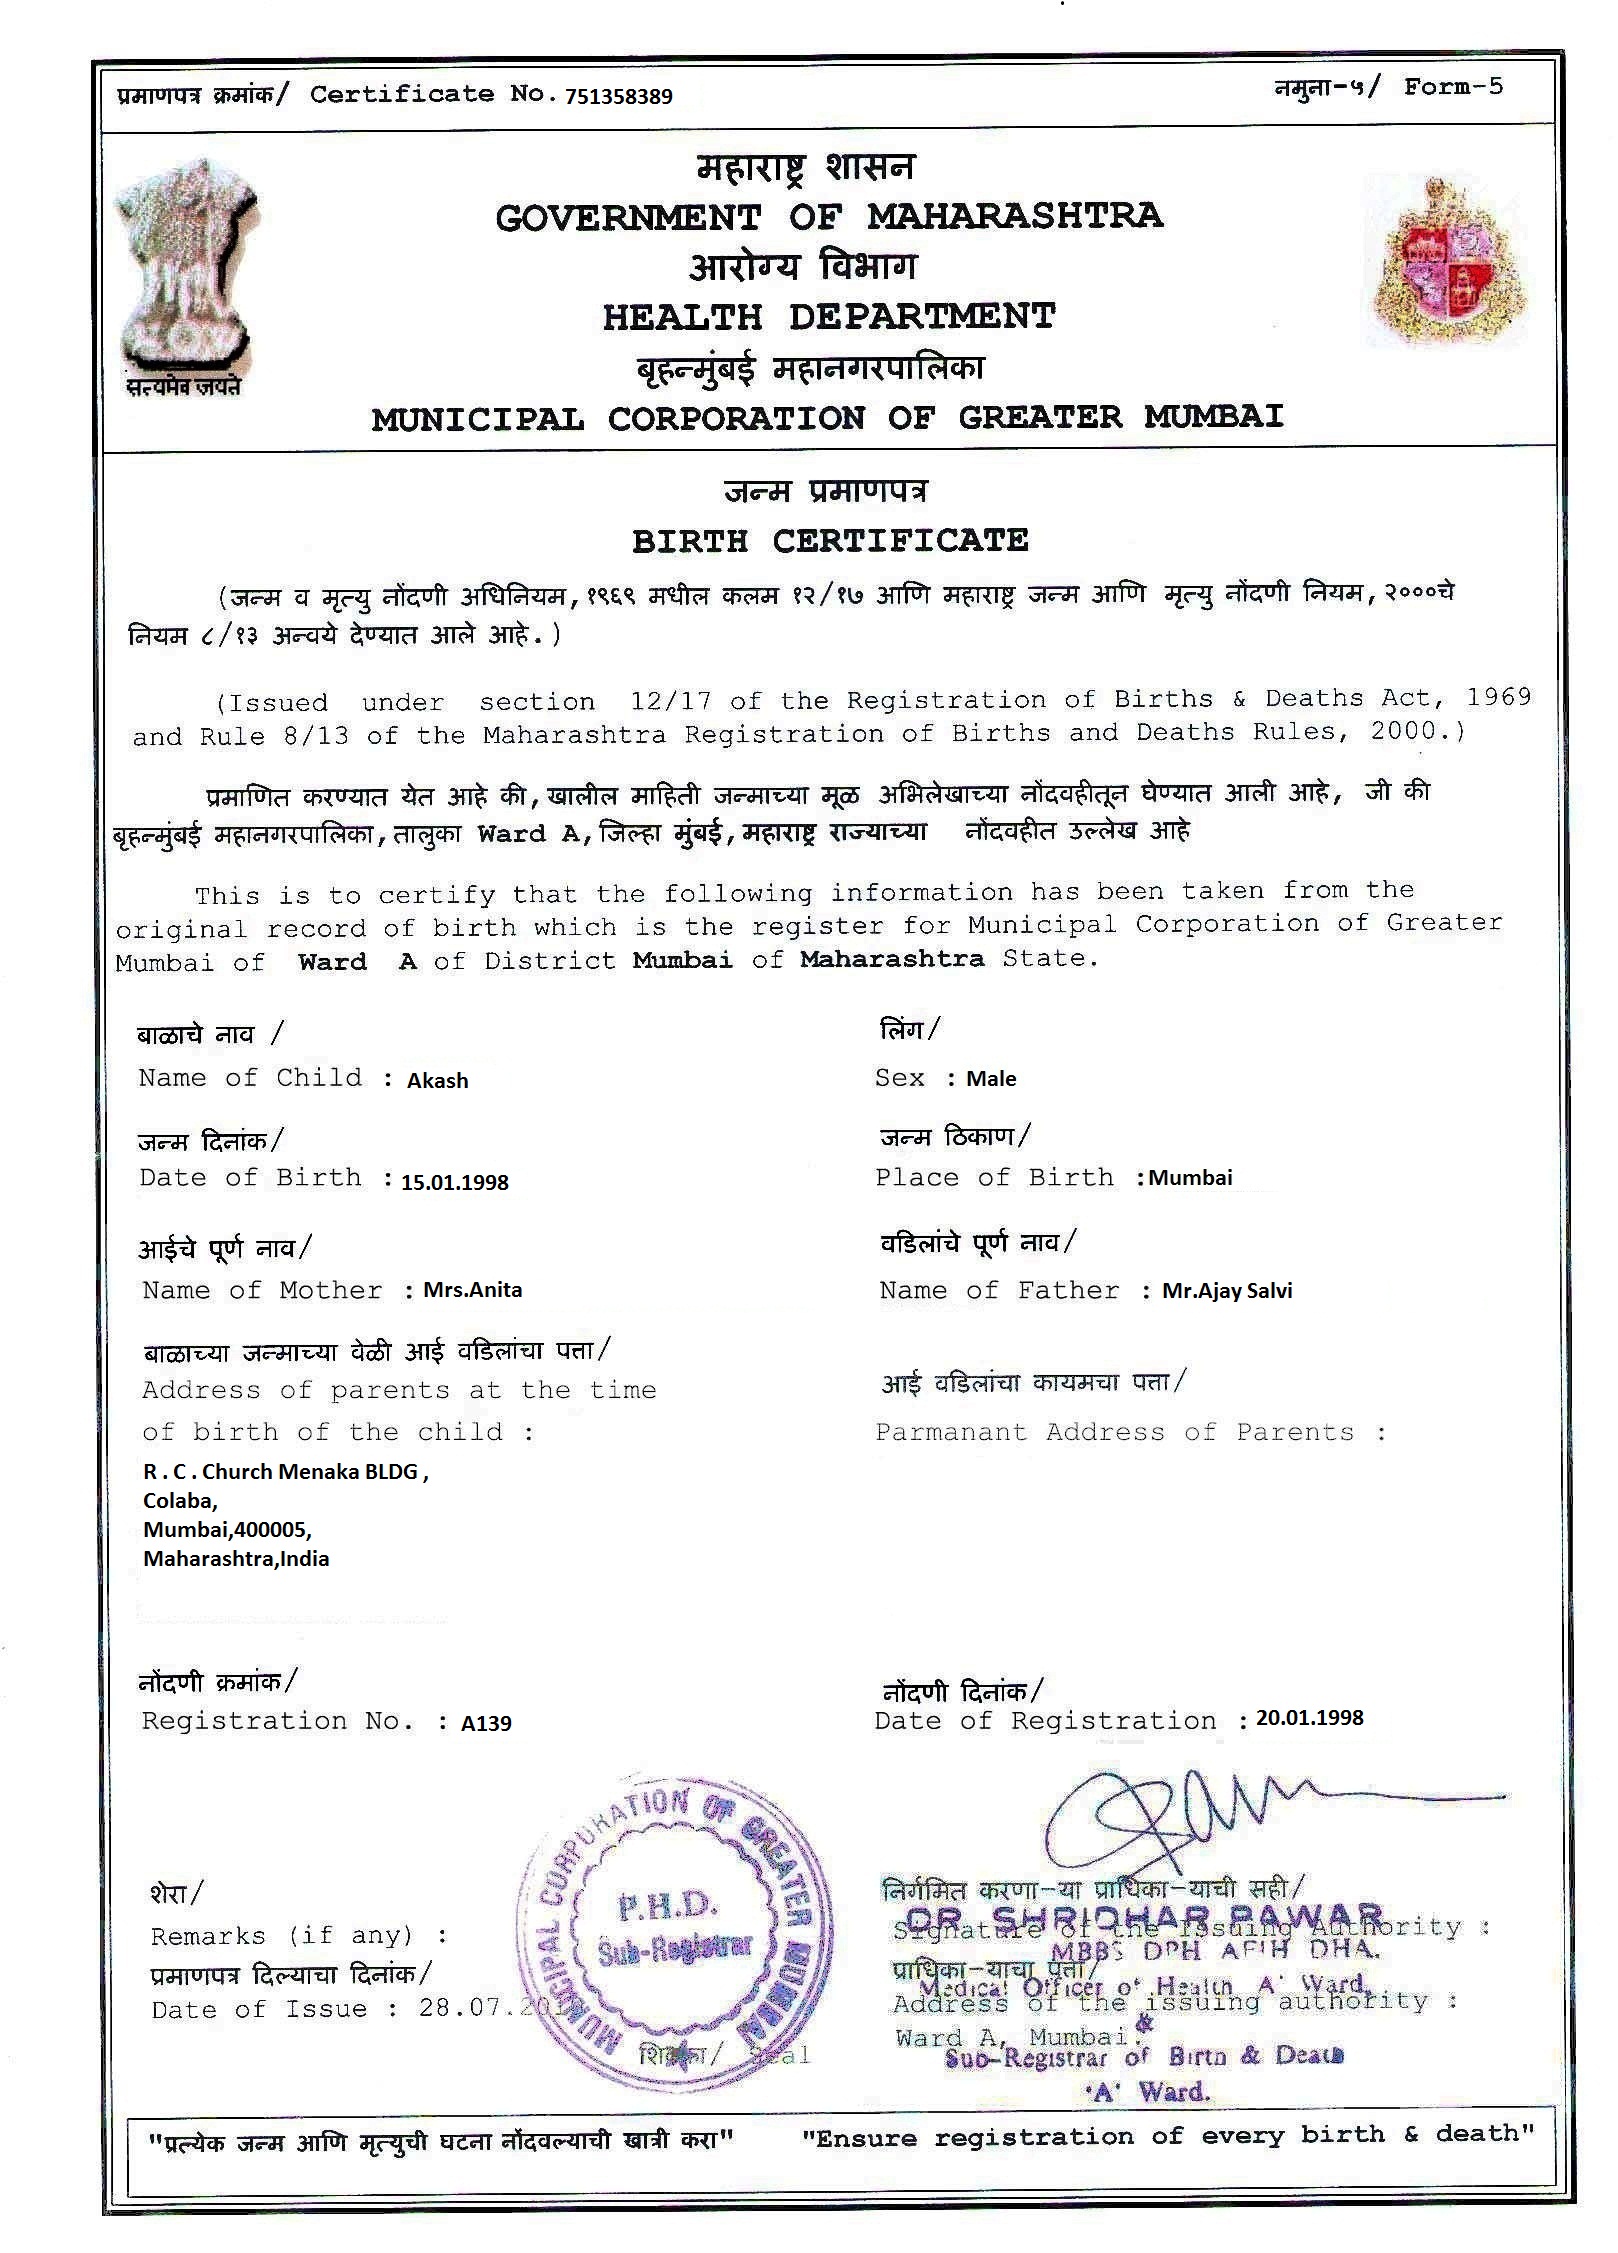 प्रमाणपत्र क्रमांक/ Certificate No. 751358389
नमुना-५/ Form-5
महाराष्ट्र शासन
GOVERNMENT OF MAHARASHTRA
आरोग्य विभाग
HEALTH DEPARTMENT
बृहन्मुंबई महानगरपालिका
MUNICIPAL CORPORATION OF GREATER MUMBAI
सत्यमेव जयते
जन्म प्रमाणपत्र
BIRTH CERTIFICATE
(जन्म व मृत्यु नोंदणी अधिनियम,१९६९ मधील कलम १२/१७ आणि महाराष्ट्र जन्म आणि मृत्यु नोंदणी नियम,२०००चे
नियम ८/१३ अन्वये देण्यात आले आहे.)
(Issued under section 12/17 of the Registration of Births & Deaths Act, 1969
and Rule 8/13 of the Maharashtra Registration of Births and Deaths Rules, 2000.)
प्रमाणित करण्यात येत आहे की,खालील माहिती जन्माच्या मूळ अभिलेखाच्या नोंदवहीतून घेण्यात आली आहे, जी की
बृहन्मुंबई महानगरपालिका,तालुका Ward A,जिल्हा मुंबई,महाराष्ट्र राज्याच्या नोंदवहीत उल्लेख आहे
This is to certify that the following information has been taken from the
original record of birth which is the register for Municipal Corporation of Greater
Mumbai of Ward A of District Mumbai of Maharashtra State.
बाळाचे नाव /
Name of Child : Akash
लिंग/
Sex : Male
जन्म दिनांक/
Date of Birth : 15.01.1998
जन्म ठिकाण/
Place of Birth :Mumbai
आईचे पूर्ण नाव/
Name of Mother : Mrs.Anita
वडिलांचे पूर्ण नाव/
Name of Father : Mr.Ajay Salvi
बाळाच्या जन्माच्या वेळी आई वडिलांचा पत्ता/
Address of parents at the time
of birth of the child :
R . C . Church Menaka BLDG ,
Colaba,
Mumbai,400005,
Maharashtra,India
आई वडिलांचा कायमचा पत्ता/
Parmanant Address of Parents :
नोंदणी क्रमांक/
Registration No. : A139
नोंदणी दिनांक/
Date of Registration : 20.01.1998
शेरा/
Remarks (if any) :
प्रमाणपत्र दिल्याचा दिनांक/
Date of Issue : 28.07.
MUNICIPAL CORPORATION OF GREATER MUMBAI
P.H.D.
Sub-Registrar
शिक्का/ Seal
निर्गमित करणा-या प्राधिका-याची सही/
DR. SHRIDHAR PAWAR
Signature of the Issuing Authority :
MBBS DPH AFIH DHA.
प्राधिका-याचा पत्ता/
Medical Officer of Health 'A' Ward,
Address of the issuing authority :
&
Ward A, Mumbai.
Sub-Registrar of Birth & Death
'A' Ward.
"प्रत्येक जन्म आणि मृत्युची घटना नोंदवल्याची खात्री करा"
"Ensure registration of every birth & death"